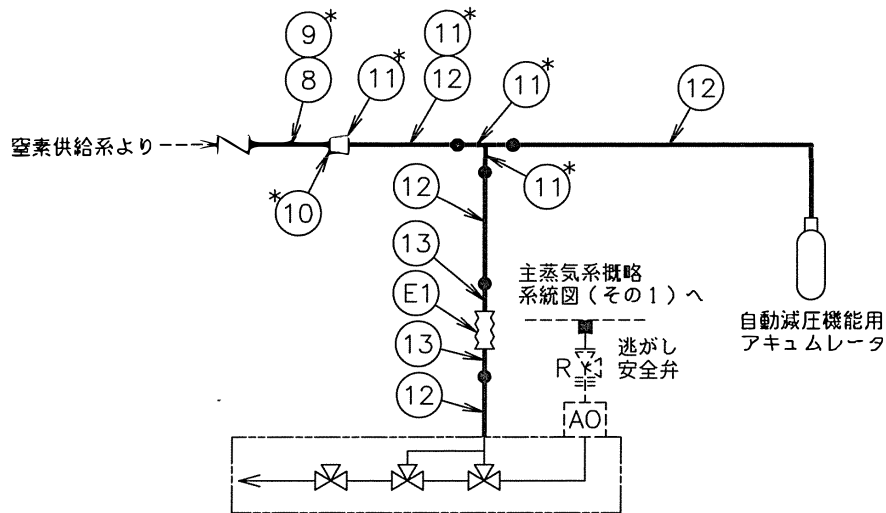 9*
11*
8
11*
12
11*
12
窒素供給系より
*10
11*
12
13
E1
13
12
主蒸気系概略
系統図(その1)へ
自動減圧機能用
アキュムレータ
R
逃がし
安全弁
AO